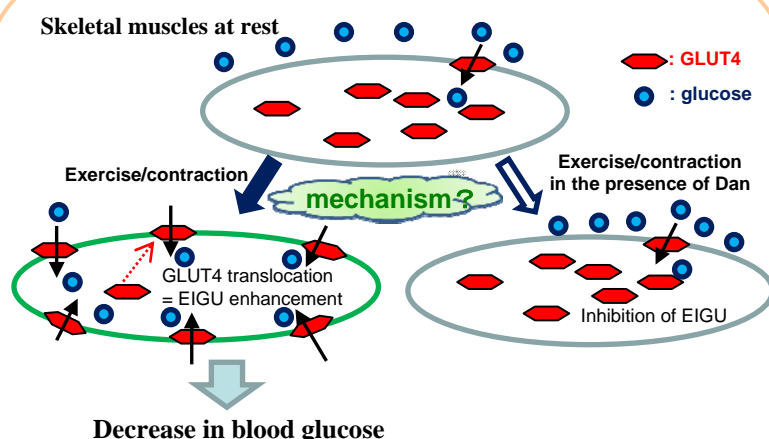 Skeletal muscles at rest
: GLUT4
: glucose
Exercise/contraction
mechanism?
Exercise/contraction
in the presence of Dan
GLUT4 translocation
= EIGU enhancement
Inhibition of EIGU
Decrease in blood glucose